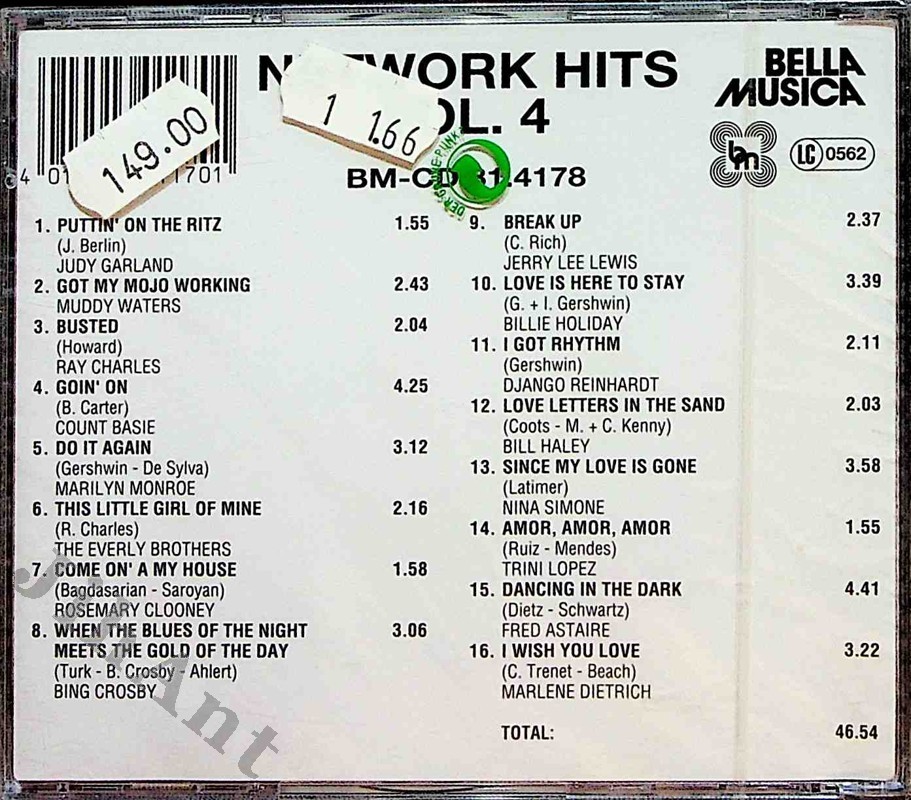 NETWORK HITS
VOL. 4
BELLA
MUSICA
149.00
1 1.66
4 01 1701
BM-CD 31.4178
DER GRÜNE PUNKT
bm
LC 0562
1. PUTTIN' ON THE RITZ 1.55
(J. Berlin)
JUDY GARLAND
2. GOT MY MOJO WORKING 2.43
MUDDY WATERS
3. BUSTED 2.04
(Howard)
RAY CHARLES
4. GOIN' ON 4.25
(B. Carter)
COUNT BASIE
5. DO IT AGAIN 3.12
(Gershwin - De Sylva)
MARILYN MONROE
6. THIS LITTLE GIRL OF MINE 2.16
(R. Charles)
THE EVERLY BROTHERS
7. COME ON' A MY HOUSE 1.58
(Bagdasarian - Saroyan)
ROSEMARY CLOONEY
8. WHEN THE BLUES OF THE NIGHT 3.06
MEETS THE GOLD OF THE DAY
(Turk - B. Crosby - Ahlert)
BING CROSBY
9. BREAK UP 2.37
(C. Rich)
JERRY LEE LEWIS
10. LOVE IS HERE TO STAY 3.39
(G. + I. Gershwin)
BILLIE HOLIDAY
11. I GOT RHYTHM 2.11
(Gershwin)
DJANGO REINHARDT
12. LOVE LETTERS IN THE SAND 2.03
(Coots - M. + C. Kenny)
BILL HALEY
13. SINCE MY LOVE IS GONE 3.58
(Latimer)
NINA SIMONE
14. AMOR, AMOR, AMOR 1.55
(Ruiz - Mendes)
TRINI LOPEZ
15. DANCING IN THE DARK 4.41
(Dietz - Schwartz)
FRED ASTAIRE
16. I WISH YOU LOVE 3.22
(C. Trenet - Beach)
MARLENE DIETRICH
TOTAL: 46.54